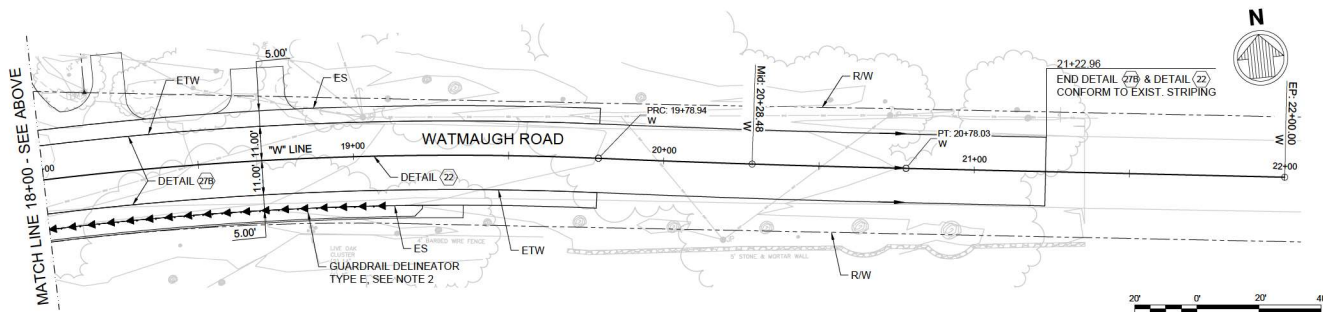 N
MATCH LINE 18+00 - SEE ABOVE
5.00'
ETW
ES
R/W
21+22.96
END DETAIL 27B & DETAIL 22
CONFORM TO EXIST. STRIPING
Mid: 20+28.48
W
EP: 22+00.00
W
PRC: 19+78.94
W
PT: 20+78.03
W
WATMAUGH ROAD
11.00'
"W" LINE
19+00
20+00
21+00
22+00
00
11.00'
DETAIL 27B
DETAIL 22
5.00'
ES
ETW
R/W
BARBED WIRE FENCE
LIVE OAK
CLUSTER
5' STONE & MORTAR WALL
GUARDRAIL DELINEATOR
TYPE E, SEE NOTE 2
20' 0' 20' 40